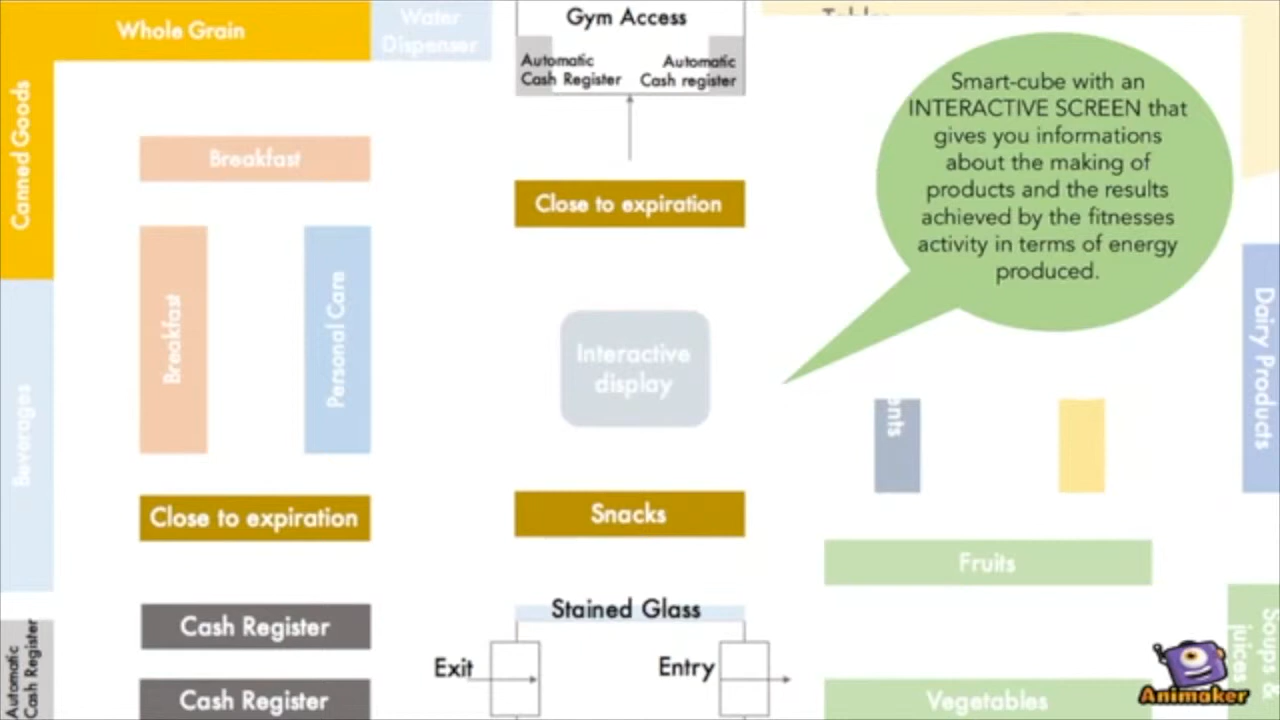 Whole Grain
Water
Dispenser
Gym Access
Automatic
Cash Register
Automatic
Cash register
Canned Goods
Breakfast
Close to expiration
Smart-cube with an
INTERACTIVE SCREEN that
gives you informations
about the making of
products and the results
achieved by the fitnesses
activity in terms of energy
produced.
Breakfast
Personal Care
Interactive
display
Dairy Products
Beverages
Close to expiration
Snacks
Fruits
Stained Glass
Cash Register
Automatic
Cash Register
Exit
Entry
Soups &
juices
Cash Register
Vegetables
Animaker